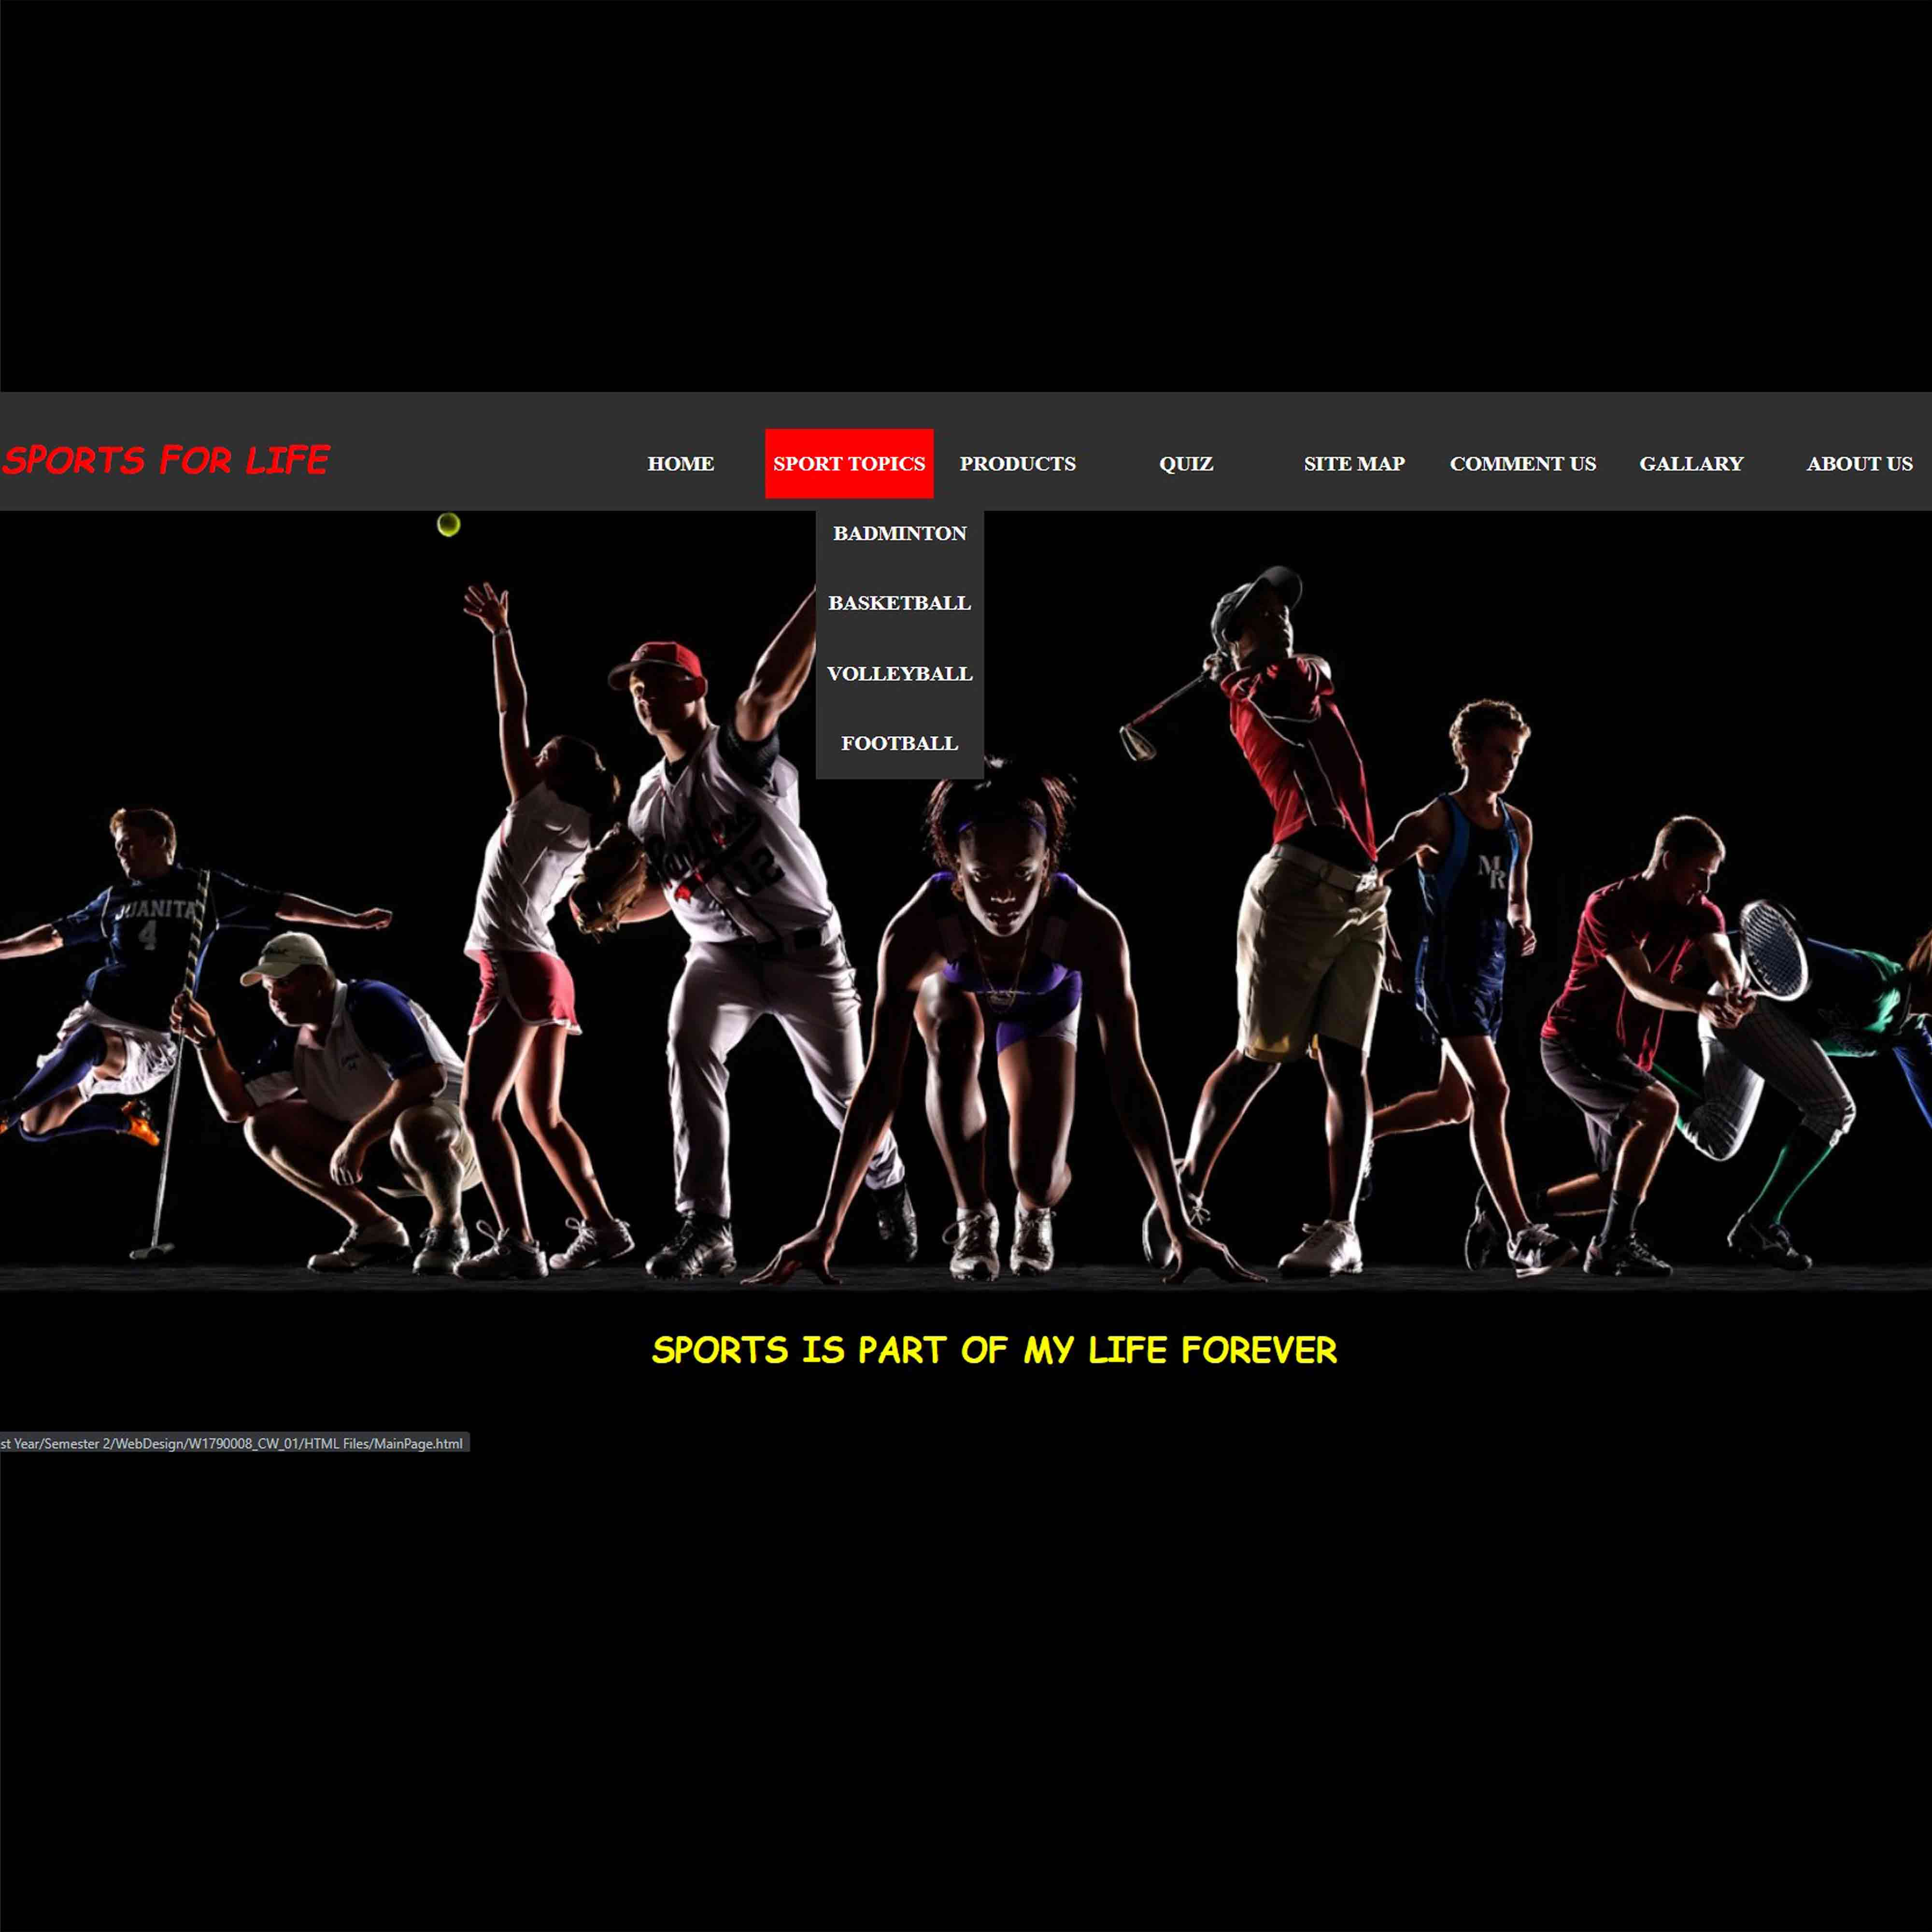 SPORTS FOR LIFE
HOME SPORT TOPICS PRODUCTS QUIZ SITE MAP COMMENT US GALLARY ABOUT US
BADMINTON
BASKETBALL
VOLLEYBALL
FOOTBALL
12
JUANITA
4
MR
SPORTS IS PART OF MY LIFE FOREVER
st Year/Semester 2/WebDesign/W1790008_CW_01/HTML Files/MainPage.html